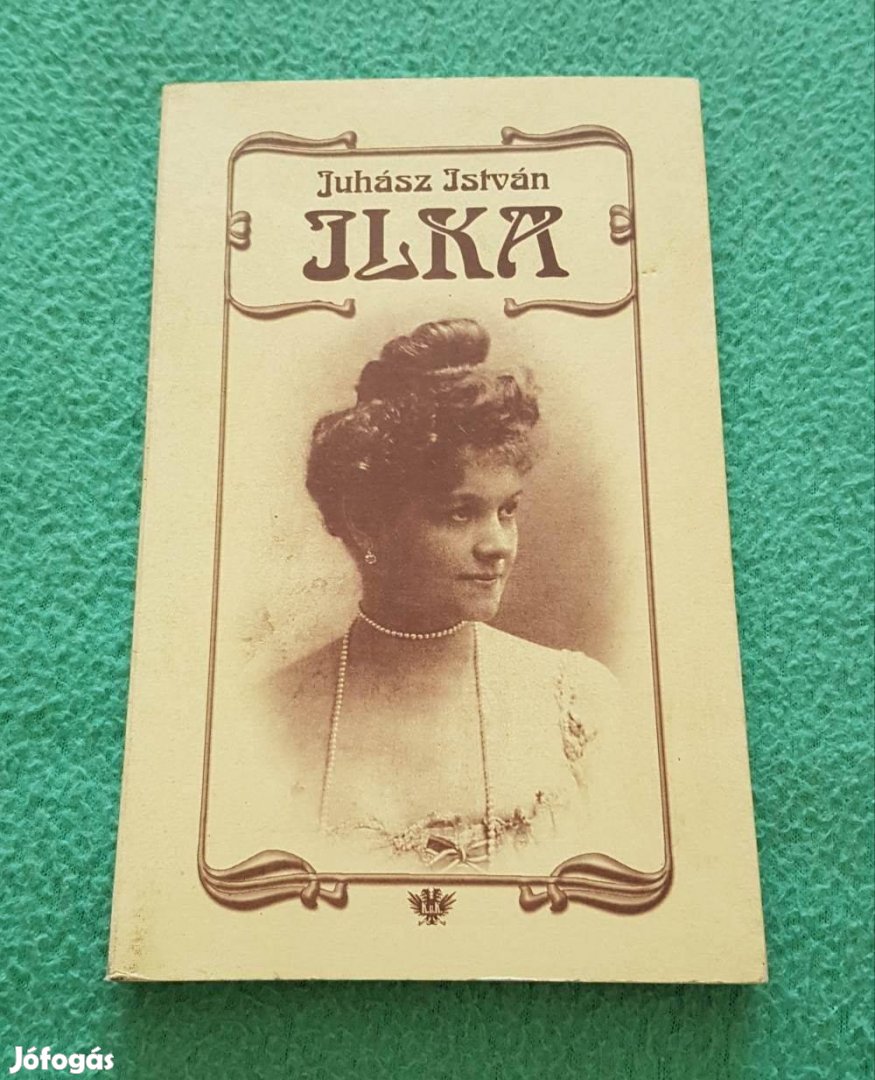 Juhász István
ILKA
K.u.K.
Jófogás